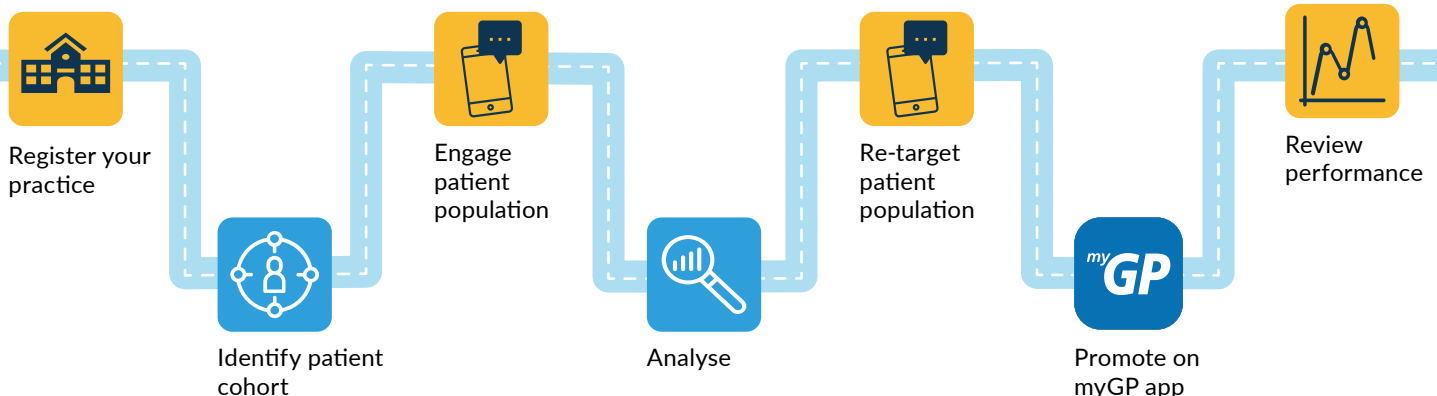 Register your
practice
Identify patient
cohort
Engage
patient
population
Analyse
Re-target
patient
population
myGP
Promote on
myGP app
Review
performance